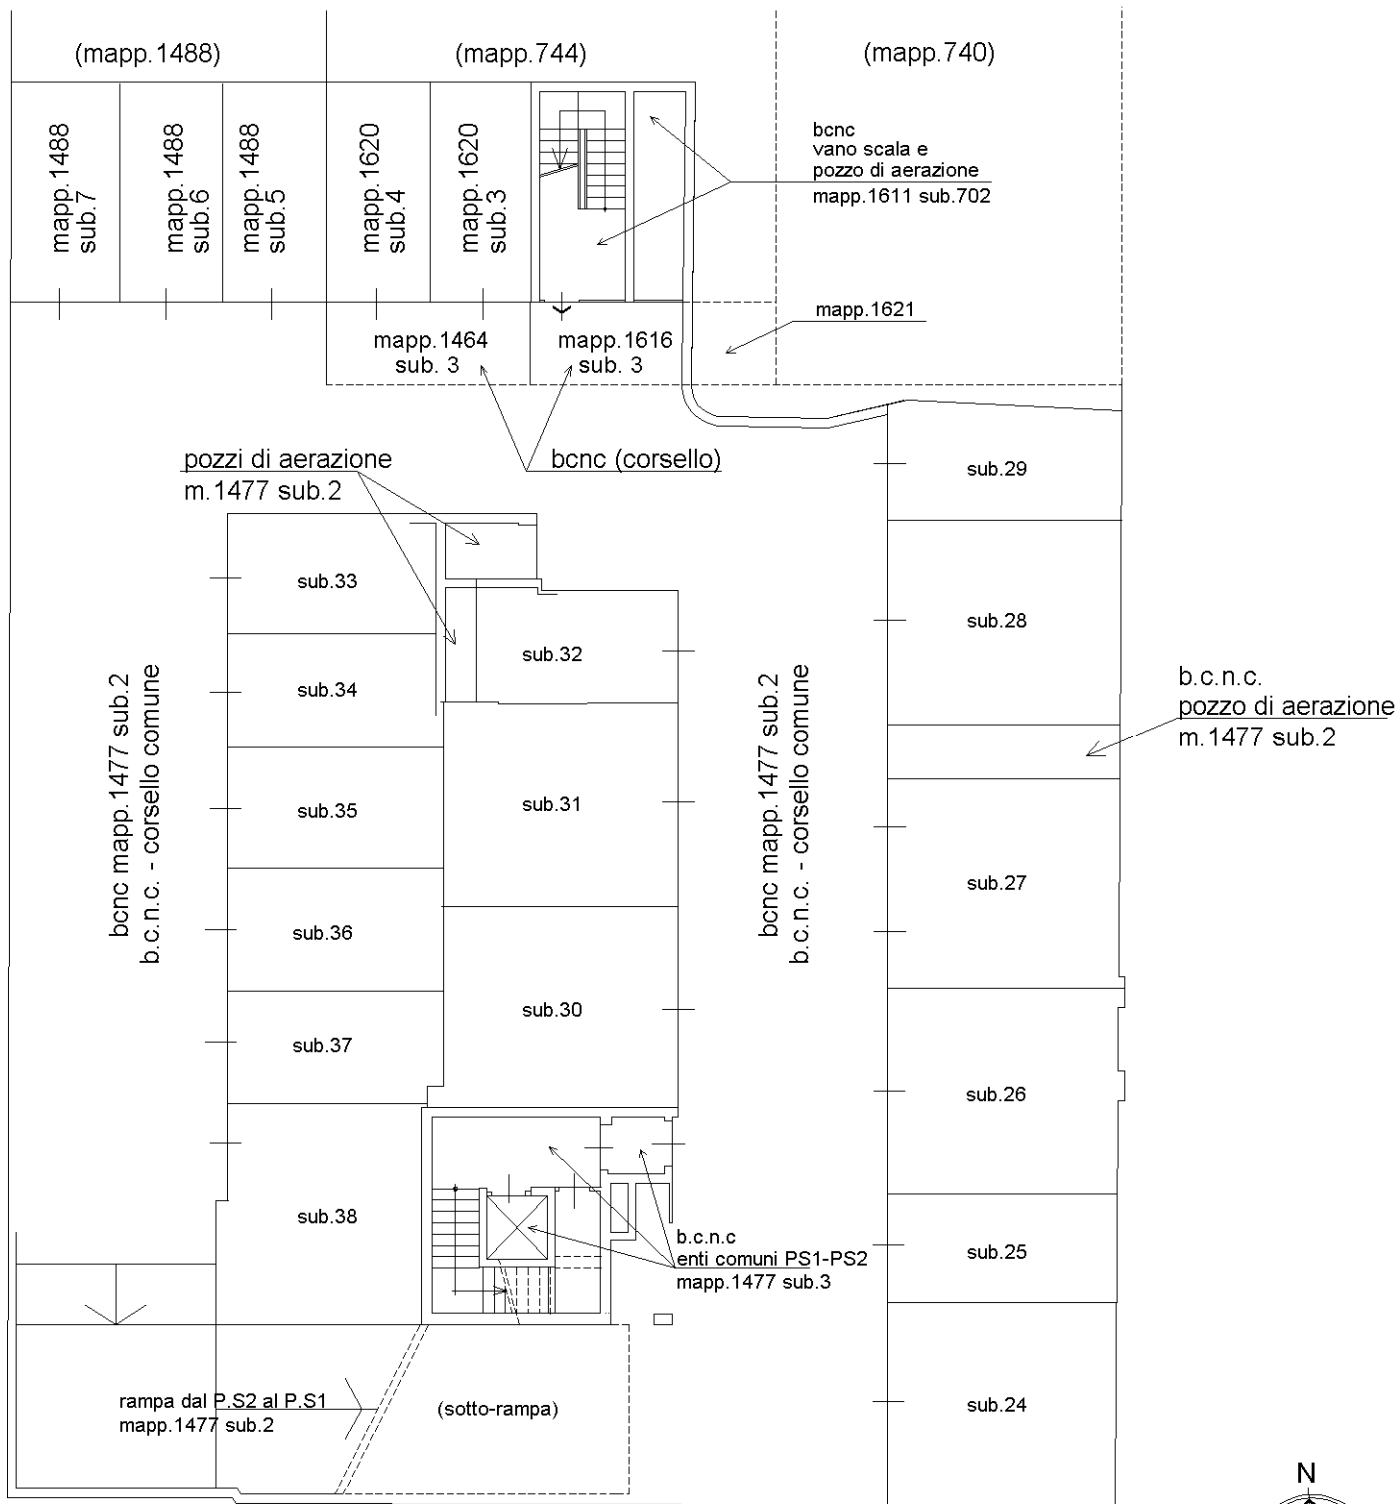 (mapp.1488)
(mapp.744)
(mapp.740)
mapp.1488
sub.7
mapp.1488
sub.6
mapp.1488
sub.5
mapp.1620
sub.4
mapp.1620
sub.3
bcnc
vano scala e
pozzo di aerazione
mapp.1611 sub.702
mapp.1621
mapp.1464
sub. 3
mapp.1616
sub. 3
pozzi di aerazione
m.1477 sub.2
bcnc (corsello)
sub.29
sub.33
sub.28
sub.32
sub.34
bcnc mapp.1477 sub.2
b.c.n.c. - corsello comune
bcnc mapp.1477 sub.2
b.c.n.c. - corsello comune
b.c.n.c.
pozzo di aerazione
m.1477 sub.2
sub.35
sub.31
sub.27
sub.36
sub.30
sub.37
sub.26
sub.38
b.c.n.c
enti comuni PS1-PS2
mapp.1477 sub.3
sub.25
rampa dal P.S2 al P.S1
mapp.1477 sub.2
(sotto-rampa)
sub.24
N